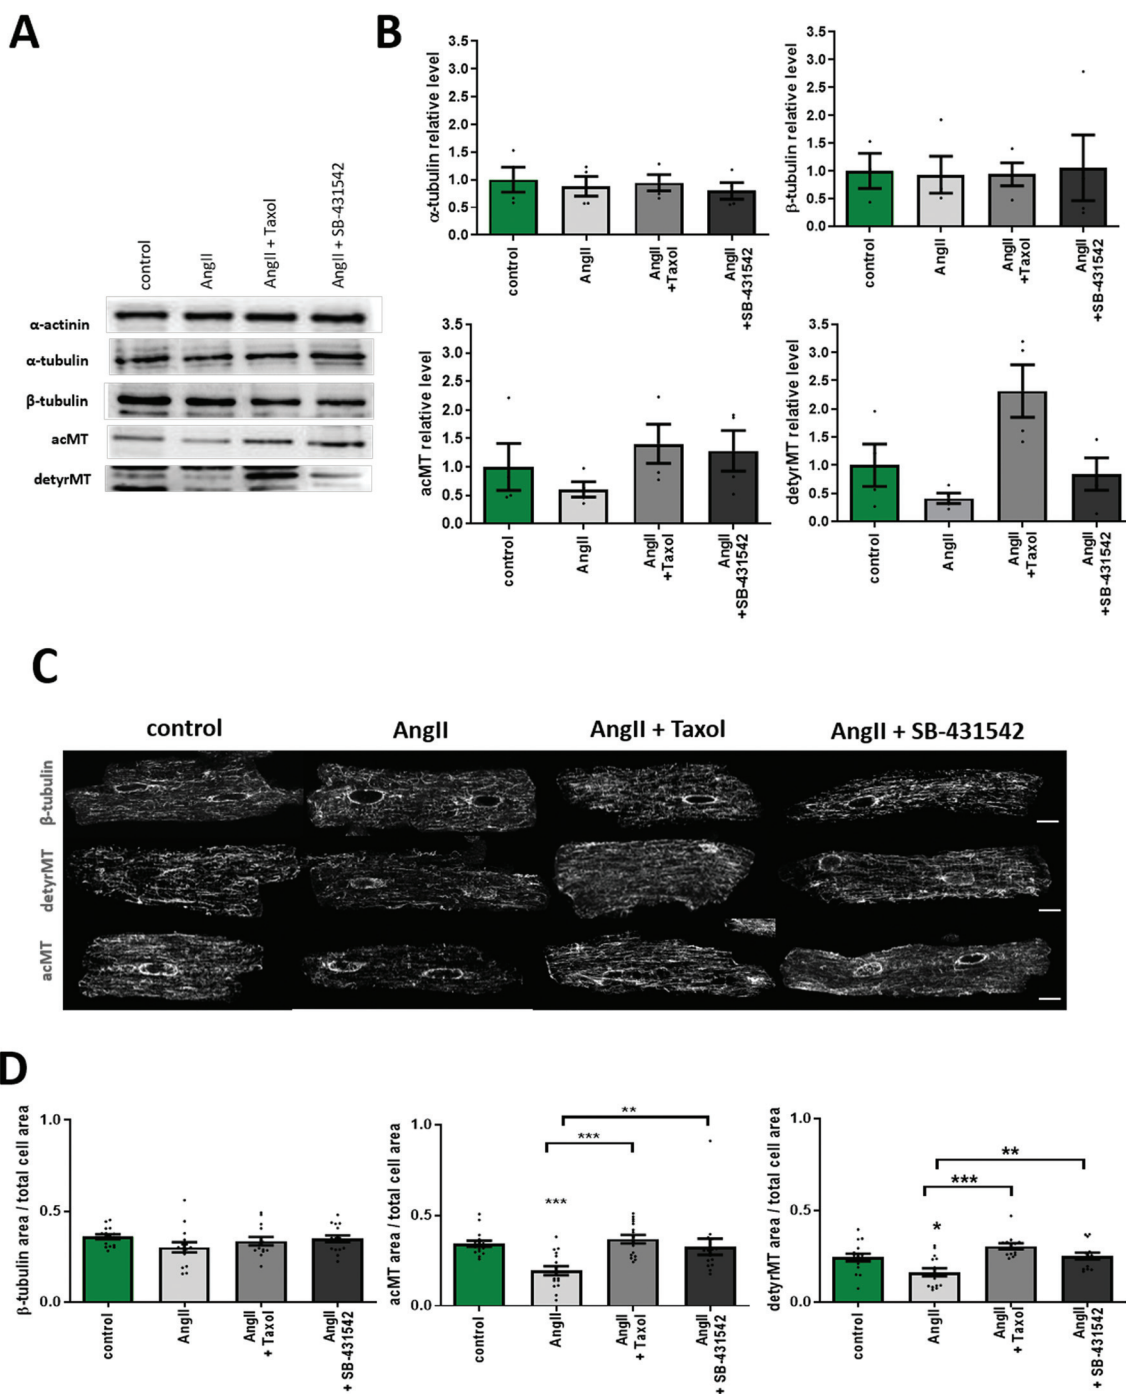 A
B
control
AngII
AngII + Taxol
AngII + SB-431542
α-actinin
α-tubulin
β-tubulin
acMT
detyrMT
α-tubulin relative level
3.5
3.0
2.5
2.0
1.5
1.0
0.5
0.0
control
AngII
AngII
+Taxol
AngII
+SB-431542
β-tubulin relative level
3.5
3.0
2.5
2.0
1.5
1.0
0.5
0.0
control
AngII
AngII
+Taxol
AngII
+SB-431542
acMT relative level
3.5
3.0
2.5
2.0
1.5
1.0
0.5
0.0
control
AngII
AngII
+Taxol
AngII
+SB-431542
detyrMT relative level
3.5
3.0
2.5
2.0
1.5
1.0
0.5
0.0
control
AngII
AngII
+Taxol
AngII
+SB-431542
C
control
AngII
AngII + Taxol
AngII + SB-431542
β-tubulin
detyrMT
acMT
D
β-tubulin area / total cell area
1.0
0.5
0.0
control
AngII
AngII
+ Taxol
AngII
+ SB-431542
acMT area / total cell area
1.0
0.5
0.0
**
***
***
control
AngII
AngII
+ Taxol
AngII
+ SB-431542
detyrMT area / total cell area
1.0
0.5
0.0
**
***
*
control
AngII
AngII
+ Taxol
AngII
+ SB-431542